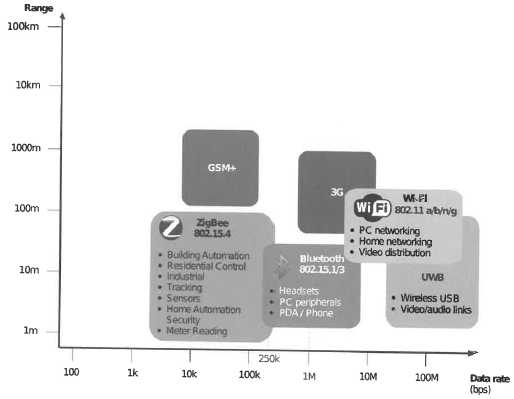 Range
100km
10km
1000m
100m
10m
1m
GSM+
3G
Wi-Fi
WiFi 802.11 a/b/n/g
• PC networking
• Home networking
• Video distribution
ZigBee
802.15.4
• Building Automation
• Residential Control
• Industrial
• Tracking
• Sensors
• Home Automation
Security
• Meter Reading
Bluetooth
802.15.1/3
• Headsets
• PC peripherals
• PDA / Phone
UWB
• Wireless USB
• Video/audio links
100
1k
10k
100k
250k
1M
10M
100M
Data rate
(bps)